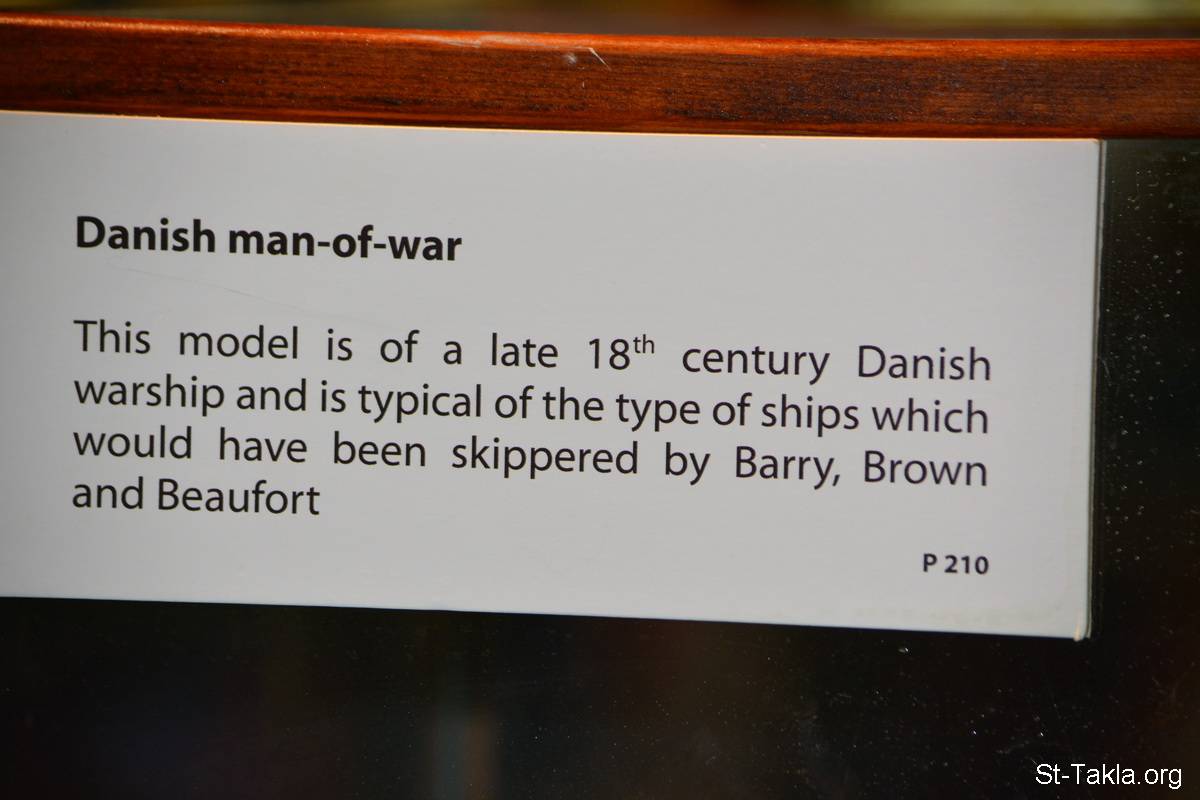 Danish man-of-war
This model is of a late 18th century Danish
warship and is typical of the type of ships which
would have been skippered by Barry, Brown
and Beaufort
P 210
St-Takla.org